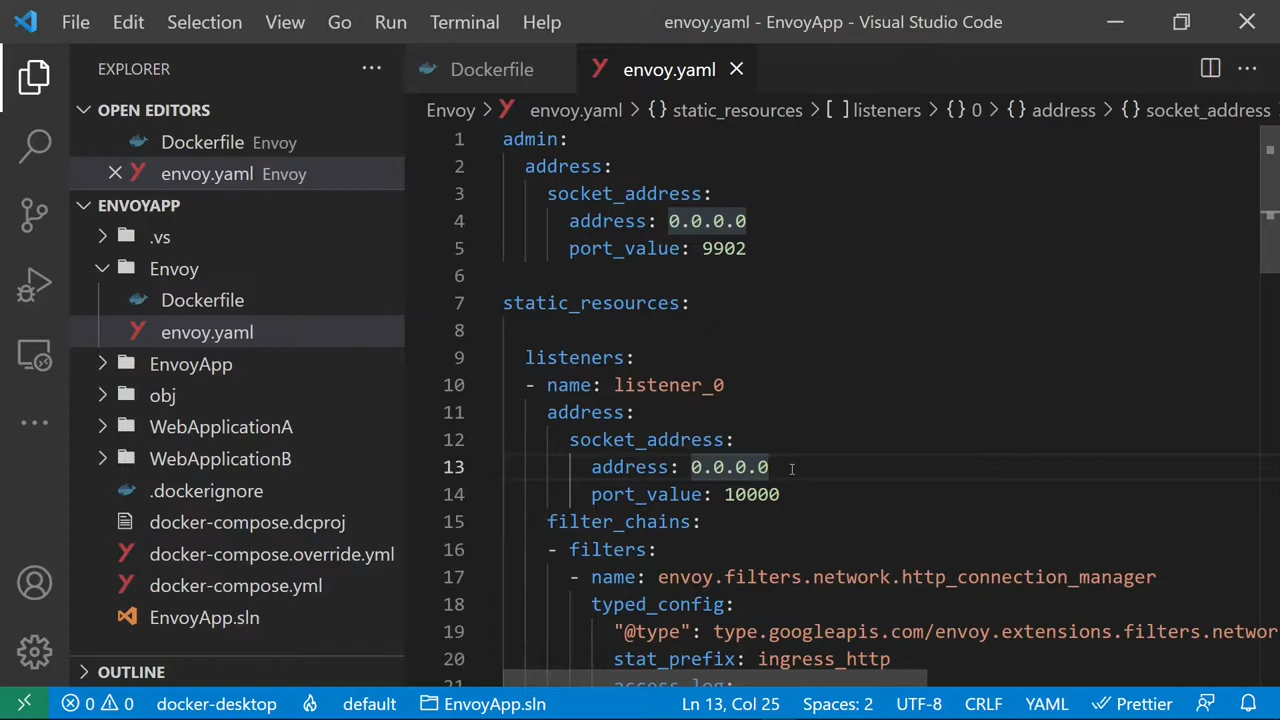 File Edit Selection View Go Run Terminal Help envoy.yaml - EnvoyApp - Visual Studio Code
EXPLORER
OPEN EDITORS
Dockerfile Envoy
envoy.yaml Envoy
ENVOYAPP
.vs
Envoy
Dockerfile
envoy.yaml
EnvoyApp
obj
WebApplicationA
WebApplicationB
.dockerignore
docker-compose.dcproj
docker-compose.override.yml
docker-compose.yml
EnvoyApp.sln
OUTLINE
Dockerfile envoy.yaml
Envoy > envoy.yaml > {} static_resources > [ ] listeners > {} 0 > {} address > {} socket_address
1 admin:
2 address:
3 socket_address:
4 address: 0.0.0.0
5 port_value: 9902
6
7 static_resources:
8
9 listeners:
10 - name: listener_0
11 address:
12 socket_address:
13 address: 0.0.0.0
14 port_value: 10000
15 filter_chains:
16 - filters:
17 - name: envoy.filters.network.http_connection_manager
18 typed_config:
19 "@type": type.googleapis.com/envoy.extensions.filters.networ
20 stat_prefix: ingress_http
21 access_log:
0 0 docker-desktop default EnvoyApp.sln Ln 13, Col 25 Spaces: 2 UTF-8 CRLF YAML Prettier